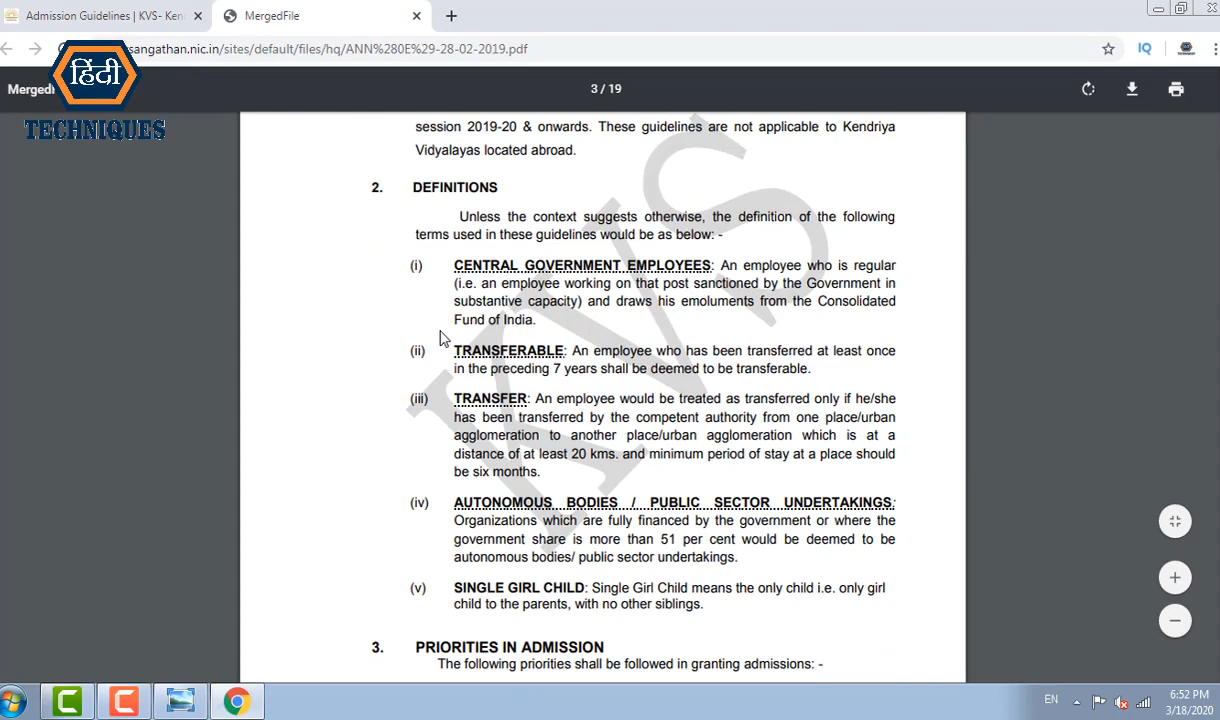 Admission Guidelines | KVS- Ken
MergedFile
sangathan.nic.in/sites/default/files/hq/ANN%280E%29-28-02-2019.pdf
IQ
हिंदी
TECHNIQUES
Merged
3 / 19
session 2019-20 & onwards. These guidelines are not applicable to Kendriya
Vidyalayas located abroad.
2. DEFINITIONS
Unless the context suggests otherwise, the definition of the following
terms used in these guidelines would be as below: -
(i) CENTRAL GOVERNMENT EMPLOYEES: An employee who is regular
(i.e. an employee working on that post sanctioned by the Government in
substantive capacity) and draws his emoluments from the Consolidated
Fund of India.
(ii) TRANSFERABLE: An employee who has been transferred at least once
in the preceding 7 years shall be deemed to be transferable.
(iii) TRANSFER: An employee would be treated as transferred only if he/she
has been transferred by the competent authority from one place/urban
agglomeration to another place/urban agglomeration which is at a
distance of at least 20 kms. and minimum period of stay at a place should
be six months.
(iv) AUTONOMOUS BODIES / PUBLIC SECTOR UNDERTAKINGS:
Organizations which are fully financed by the government or where the
government share is more than 51 per cent would be deemed to be
autonomous bodies/ public sector undertakings.
(v) SINGLE GIRL CHILD: Single Girl Child means the only child i.e. only girl
child to the parents, with no other siblings.
3. PRIORITIES IN ADMISSION
The following priorities shall be followed in granting admissions: -
KVS
EN
6:52 PM
3/18/2020